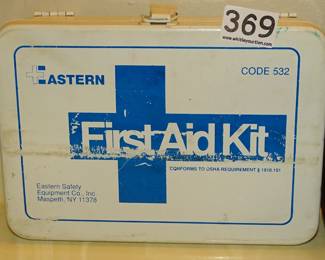 369
www.whitleyauction.com
EASTERN
CODE 532
First Aid Kit
CONFORMS TO OSHA REQUIREMENT § 1910.151
Eastern Safety
Equipment Co., Inc.
Maspeth, NY 11378